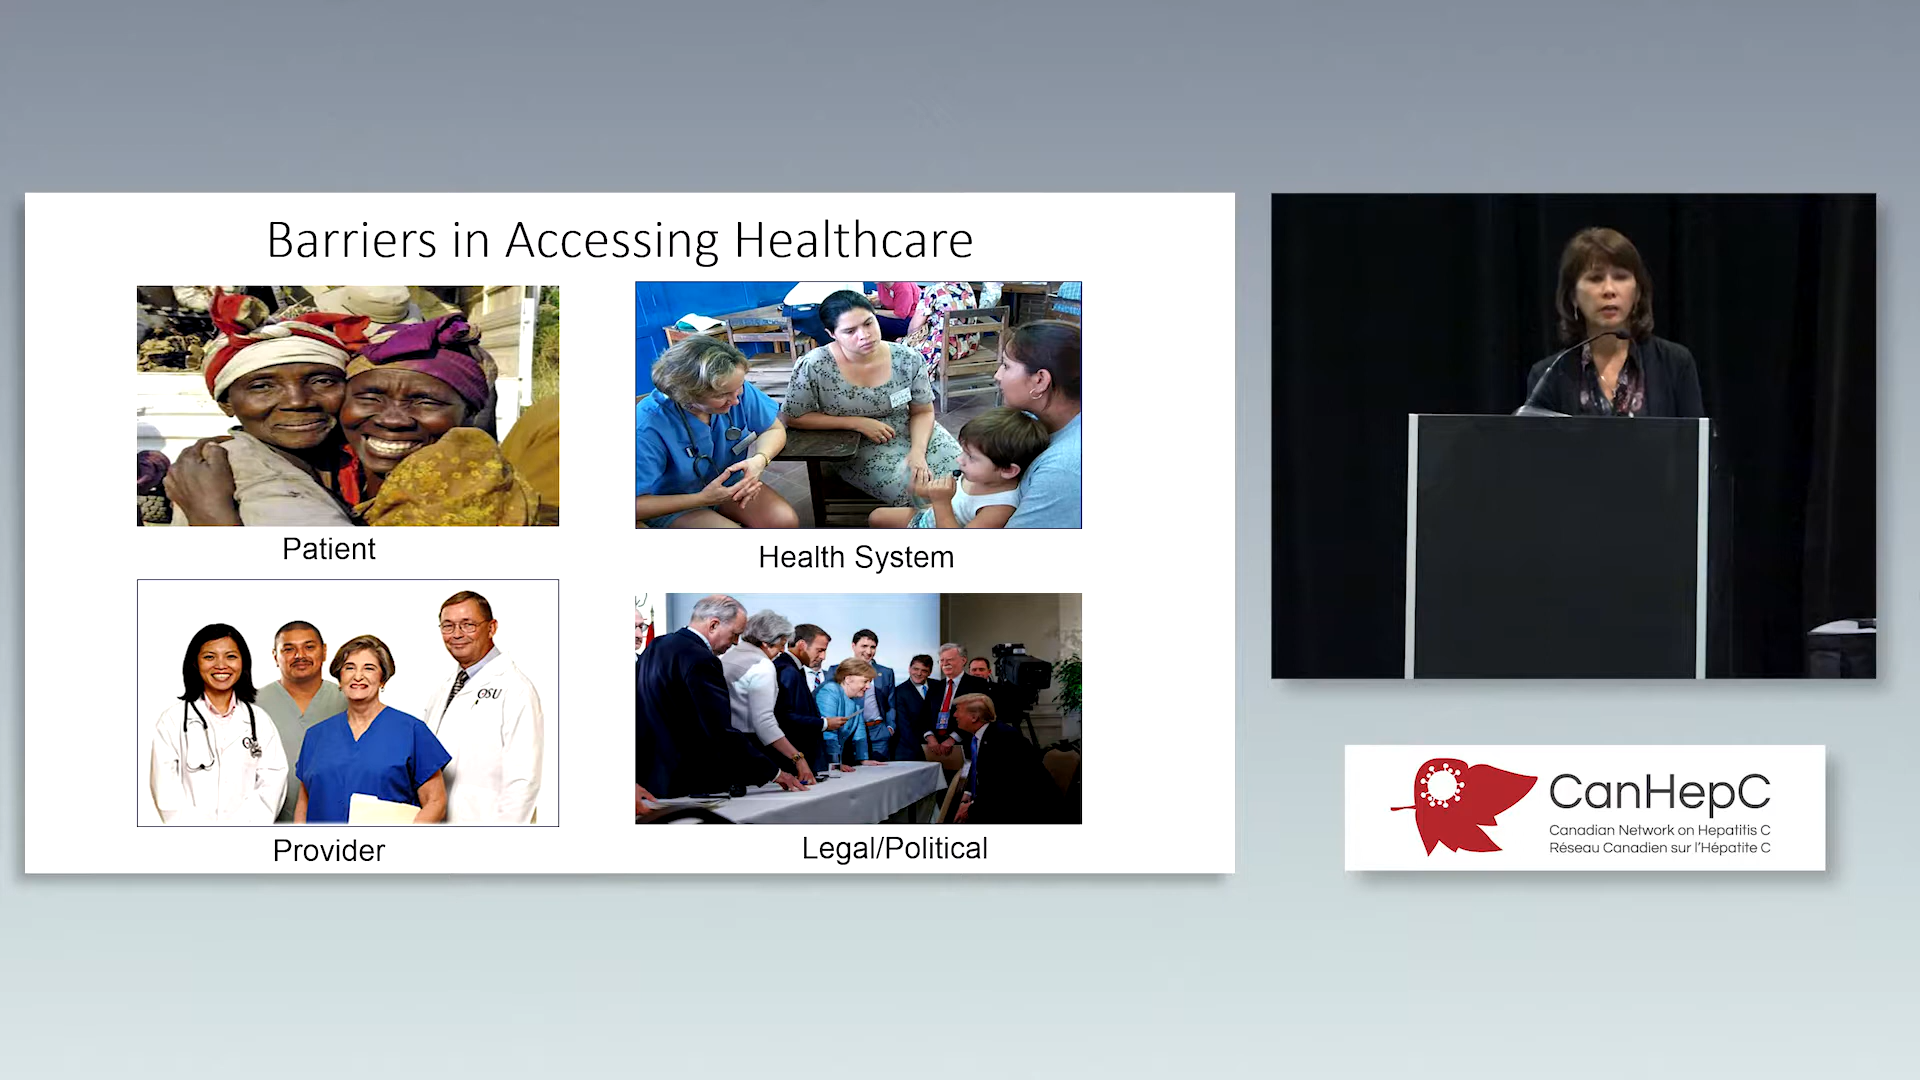 Barriers in Accessing Healthcare
Patient
Health System
OSU
Provider
Legal/Political
CanHepC
Canadian Network on Hepatitis C
Réseau Canadien sur l'Hépatite C